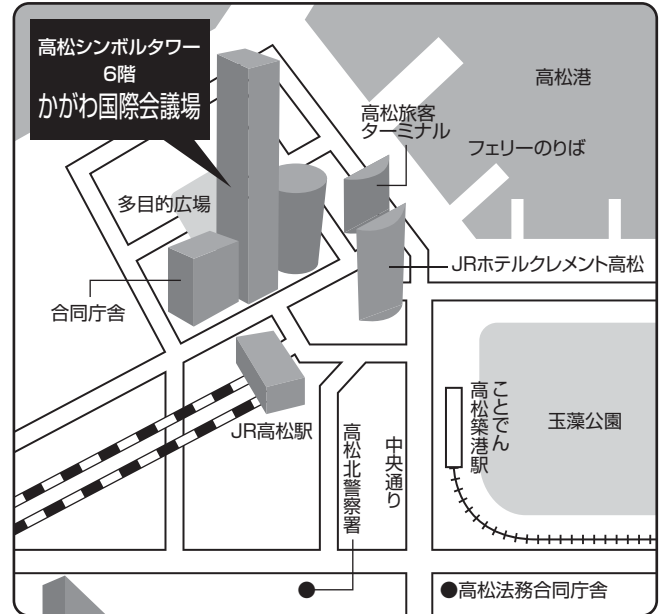 高松シンボルタワー
6階
かがわ国際会議場
高松港
高松旅客
ターミナル
フェリーのりば
多目的広場
JRホテルクレメント高松
合同庁舎
JR高松駅
高松北警察署
中央通り
ことでん
高松築港駅
玉藻公園
●高松法務合同庁舎